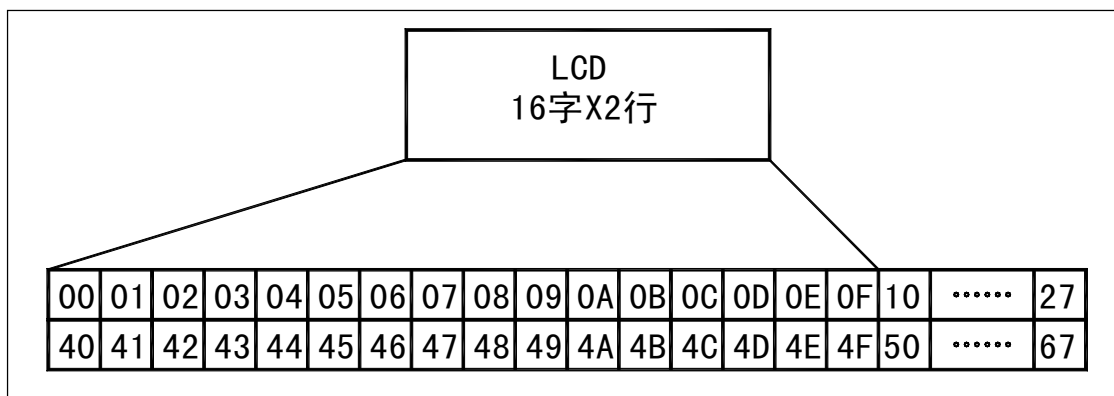 LCD
16字X2行
00 01 02 03 04 05 06 07 08 09 0A 0B 0C 0D 0E 0F 10 ...... 27
40 41 42 43 44 45 46 47 48 49 4A 4B 4C 4D 4E 4F 50 ...... 67